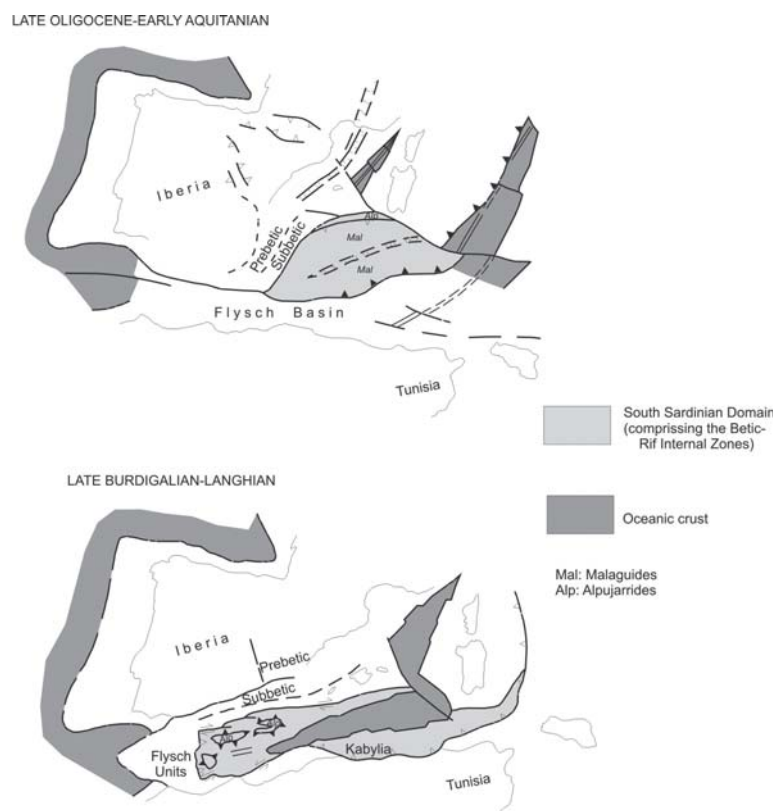 LATE OLIGOCENE-EARLY AQUITANIAN
Iberia
Prebetic
Subbetic
Alp
Mal
Mal
Flysch Basin
Tunisia
South Sardinian Domain
(comprissing the Betic-
Rif Internal Zones)
LATE BURDIGALIAN-LANGHIAN
Oceanic crust
Mal: Malaguides
Alp: Alpujarrides
Iberia
Prebetic
Subbetic
Alp
Flysch
Units
Kabylia
Tunisia